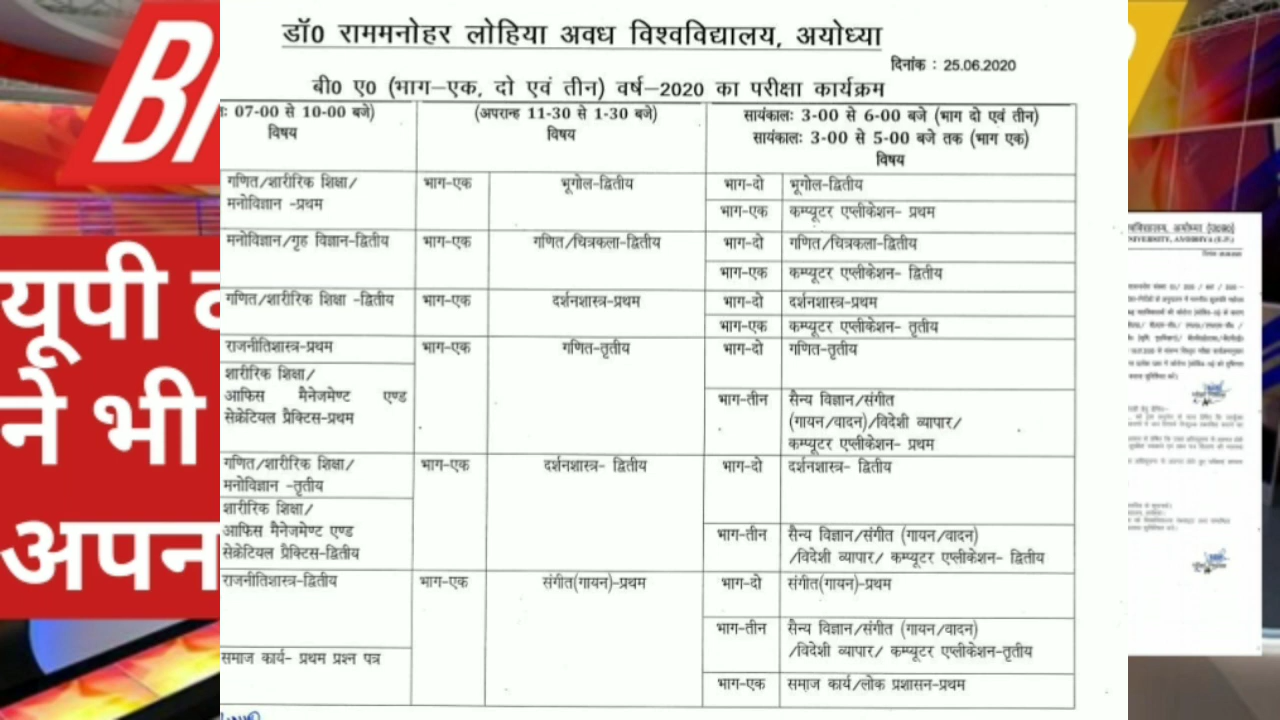 डॉ0 राममनोहर लोहिया अवध विश्वविद्यालय, अयोध्या
दिनांक : 25.06.2020
बी0 ए0 (भाग–एक, दो एवं तीन) वर्ष–2020 का परीक्षा कार्यक्रम
07-00 से 10-00 बजे)
विषय
(अपरान्ह 11-30 से 1-30 बजे)
विषय
सायंकालः 3-00 से 6-00 बजे (भाग दो एवं तीन)
सायंकालः 3-00 से 5-00 बजे तक (भाग एक)
विषय
गणित/शारीरिक शिक्षा/
मनोविज्ञान -प्रथम
भाग-एक
भूगोल-द्वितीय
भाग-दो
भूगोल-द्वितीय
भाग-एक
कम्प्यूटर एप्लीकेशन- प्रथम
मनोविज्ञान/गृह विज्ञान-द्वितीय
भाग-एक
गणित/चित्रकला-द्वितीय
भाग-दो
गणित/चित्रकला-द्वितीय
भाग-एक
कम्प्यूटर एप्लीकेशन- द्वितीय
गणित/शारीरिक शिक्षा -द्वितीय
भाग-एक
दर्शनशास्त्र-प्रथम
भाग-दो
दर्शनशास्त्र-प्रथम
भाग-एक
कम्प्यूटर एप्लीकेशन- तृतीय
राजनीतिशास्त्र-प्रथम
भाग-एक
गणित-तृतीय
भाग-दो
गणित-तृतीय
शारीरिक शिक्षा/
आफिस मैनेजमेण्ट एण्ड
सेक्रेटियल प्रैक्टिस-प्रथम
भाग-तीन
सैन्य विज्ञान/संगीत
(गायन/वादन)/विदेशी व्यापार/
कम्प्यूटर एप्लीकेशन- प्रथम
गणित/शारीरिक शिक्षा/
मनोविज्ञान -तृतीय
भाग-एक
दर्शनशास्त्र- द्वितीय
भाग-दो
दर्शनशास्त्र- द्वितीय
शारीरिक शिक्षा/
आफिस मैनेजमेण्ट एण्ड
सेक्रेटियल प्रैक्टिस-द्वितीय
भाग-तीन
सैन्य विज्ञान/संगीत (गायन/वादन)
/विदेशी व्यापार/ कम्प्यूटर एप्लीकेशन- द्वितीय
राजनीतिशास्त्र-द्वितीय
भाग-एक
संगीत(गायन)-प्रथम
भाग-दो
संगीत(गायन)-प्रथम
भाग-तीन
सैन्य विज्ञान/संगीत (गायन/वादन)
/विदेशी व्यापार/ कम्प्यूटर एप्लीकेशन-तृतीय
समाज कार्य- प्रथम प्रश्न पत्र
भाग-एक
समाज कार्य/लोक प्रशासन-प्रथम
यूपी
ने भी
अपन